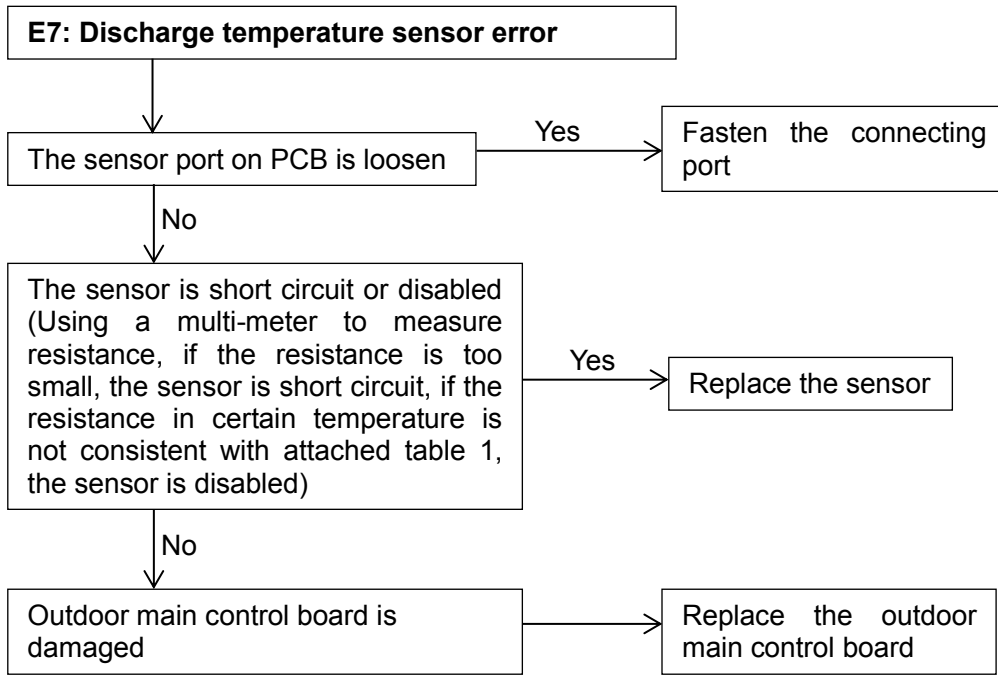 E7: Discharge temperature sensor error
The sensor port on PCB is loosen
Yes
Fasten the connecting
port
No
The sensor is short circuit or disabled
(Using a multi-meter to measure
resistance, if the resistance is too
small, the sensor is short circuit, if the
resistance in certain temperature is
not consistent with attached table 1,
the sensor is disabled)
Yes
Replace the sensor
No
Outdoor main control board is
damaged
Replace the outdoor
main control board